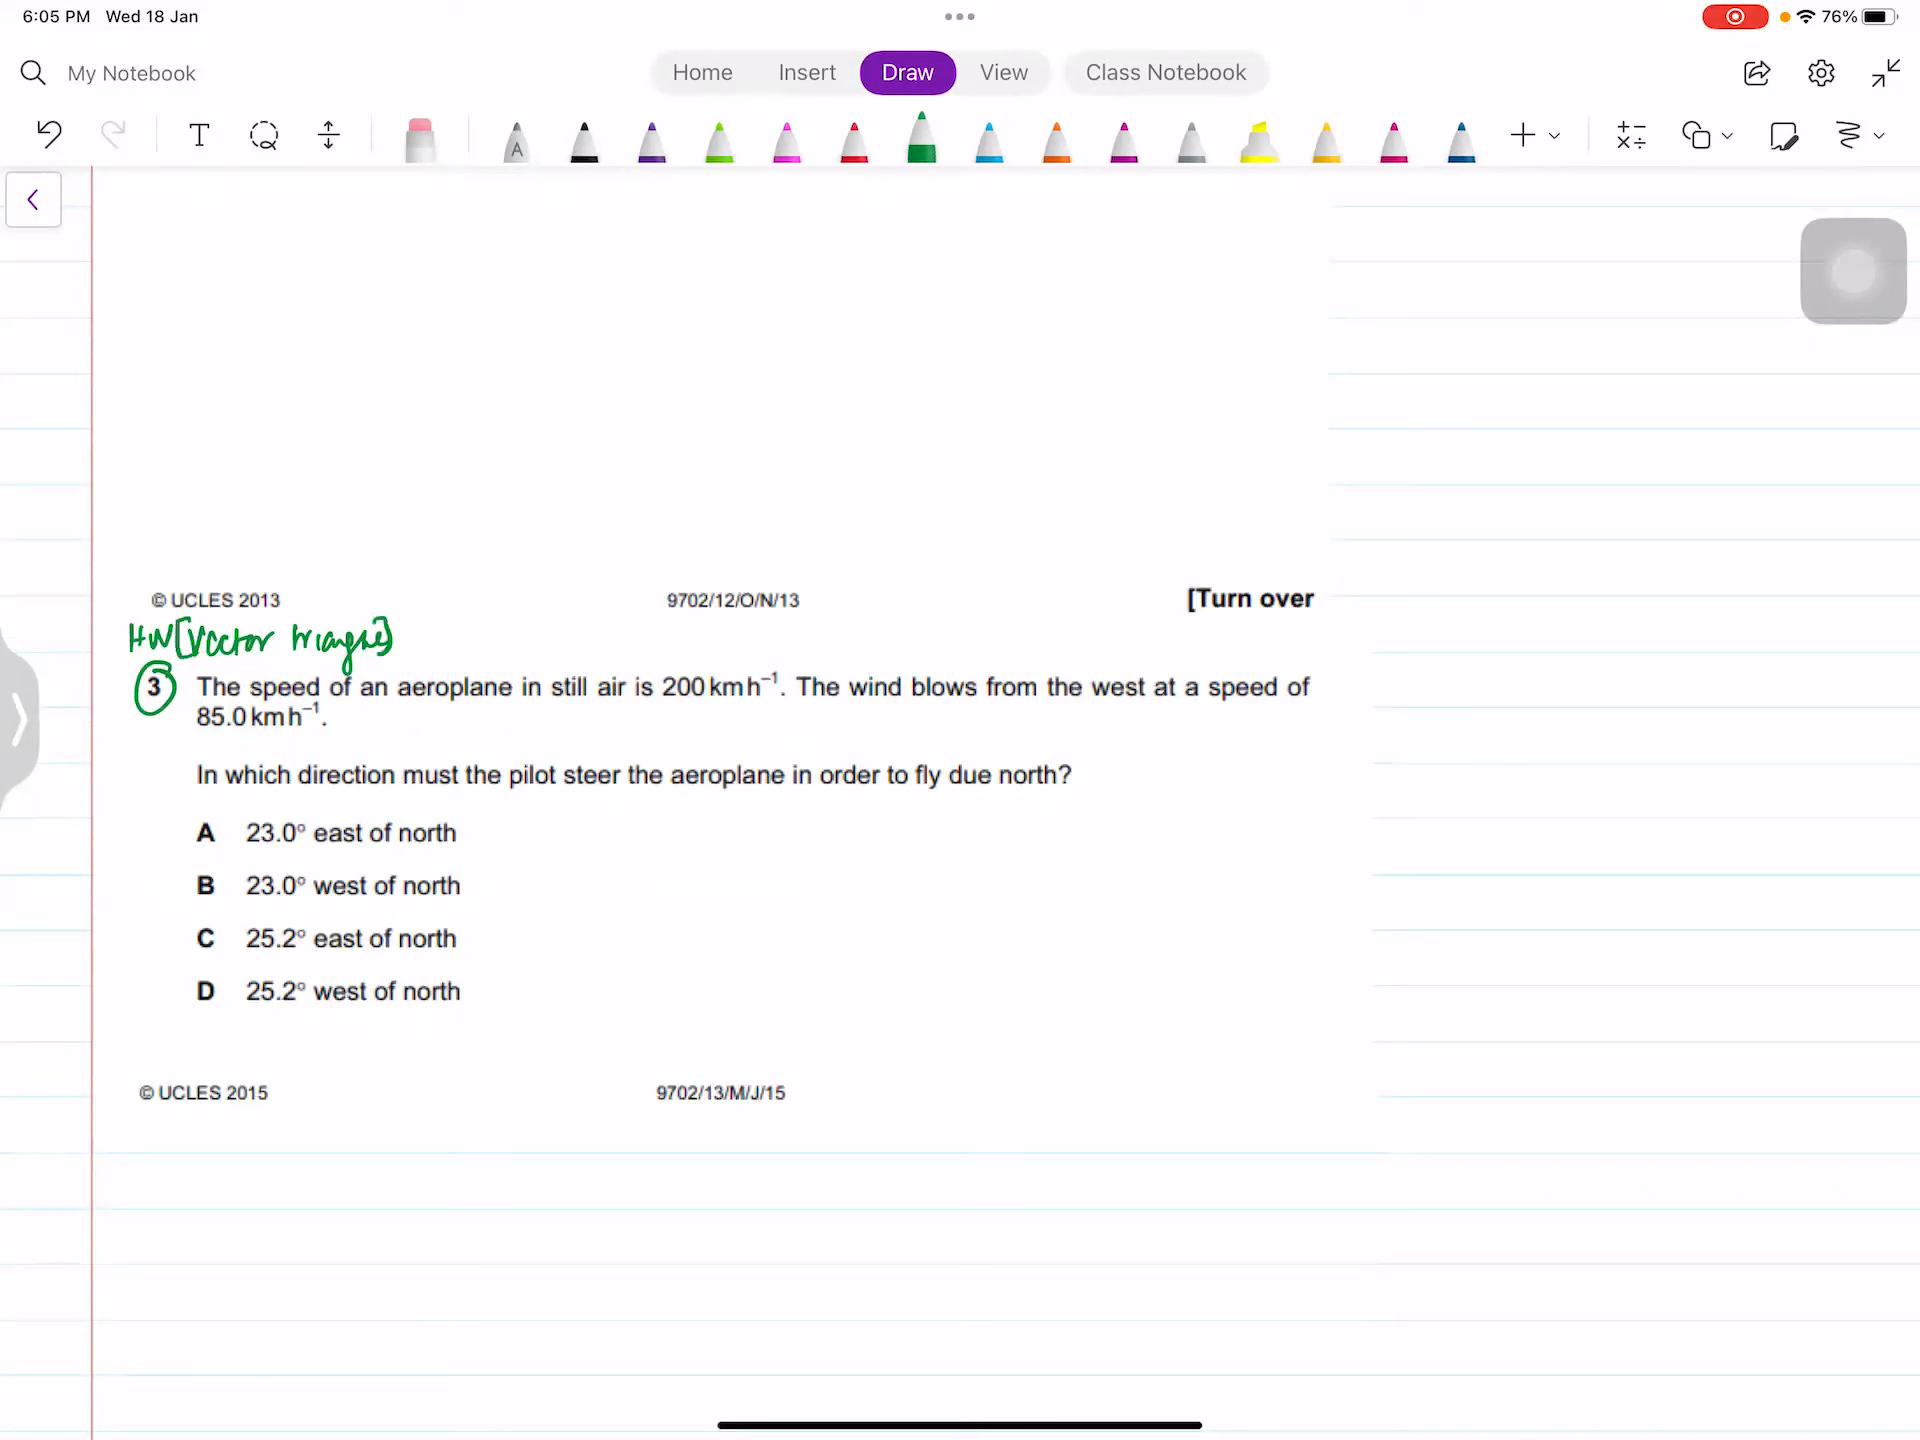 6:05 PM Wed 18 Jan
76%
My Notebook
Home Insert Draw View Class Notebook
T A
© UCLES 2013 9702/12/O/N/13 [Turn over
HW [Vector triangle]
3 The speed of an aeroplane in still air is 200 km h⁻¹. The wind blows from the west at a speed of
85.0 km h⁻¹.
In which direction must the pilot steer the aeroplane in order to fly due north?
A 23.0° east of north
B 23.0° west of north
C 25.2° east of north
D 25.2° west of north
© UCLES 2015 9702/13/M/J/15